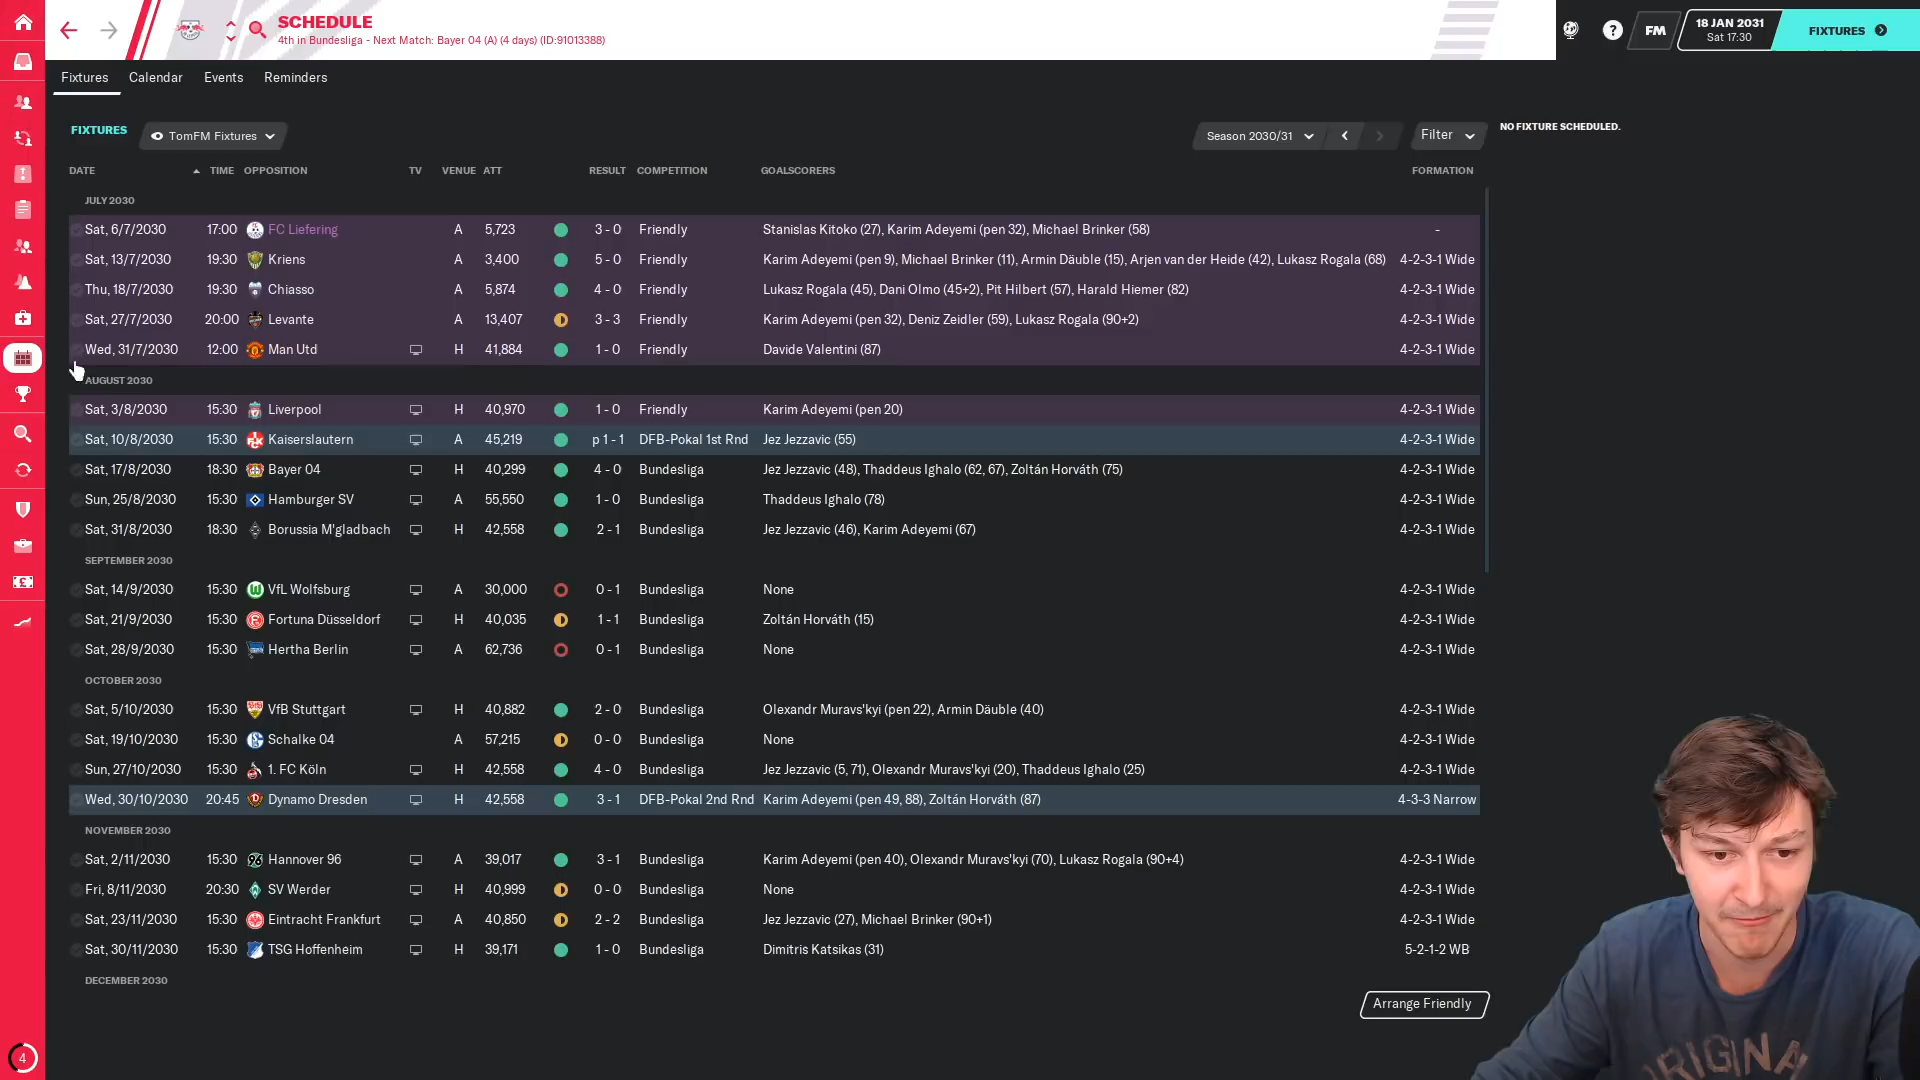 SCHEDULE
4th in Bundesliga - Next Match: Bayer 04 (A) (4 days) (ID:91013388)
FM
18 JAN 2031
Sat 17:30
FIXTURES
Fixtures Calendar Events Reminders
FIXTURES TomFM Fixtures Season 2030/31 Filter NO FIXTURE SCHEDULED.
DATE TIME OPPOSITION TV VENUE ATT RESULT COMPETITION GOALSCORERS FORMATION
JULY 2030
Sat, 6/7/2030 17:00 FC Liefering A 5,723 3 - 0 Friendly Stanislas Kitoko (27), Karim Adeyemi (pen 32), Michael Brinker (58) -
Sat, 13/7/2030 19:30 Kriens A 3,400 5 - 0 Friendly Karim Adeyemi (pen 9), Michael Brinker (11), Armin Däuble (15), Arjen van der Heide (42), Lukasz Rogala (68) 4-2-3-1 Wide
Thu, 18/7/2030 19:30 Chiasso A 5,874 4 - 0 Friendly Lukasz Rogala (45), Dani Olmo (45+2), Pit Hilbert (57), Harald Hiemer (82) 4-2-3-1 Wide
Sat, 27/7/2030 20:00 Levante A 13,407 3 - 3 Friendly Karim Adeyemi (pen 32), Deniz Zeidler (59), Lukasz Rogala (90+2) 4-2-3-1 Wide
Wed, 31/7/2030 12:00 Man Utd H 41,884 1 - 0 Friendly Davide Valentini (87) 4-2-3-1 Wide
AUGUST 2030
Sat, 3/8/2030 15:30 Liverpool H 40,970 1 - 0 Friendly Karim Adeyemi (pen 20) 4-2-3-1 Wide
Sat, 10/8/2030 15:30 Kaiserslautern A 45,219 p 1 - 1 DFB-Pokal 1st Rnd Jez Jezzavic (55) 4-2-3-1 Wide
Sat, 17/8/2030 18:30 Bayer 04 H 40,299 4 - 0 Bundesliga Jez Jezzavic (48), Thaddeus Ighalo (62, 67), Zoltán Horváth (75) 4-2-3-1 Wide
Sun, 25/8/2030 15:30 Hamburger SV A 55,550 1 - 0 Bundesliga Thaddeus Ighalo (78) 4-2-3-1 Wide
Sat, 31/8/2030 18:30 Borussia M'gladbach H 42,558 2 - 1 Bundesliga Jez Jezzavic (46), Karim Adeyemi (67) 4-2-3-1 Wide
SEPTEMBER 2030
Sat, 14/9/2030 15:30 VfL Wolfsburg A 30,000 0 - 1 Bundesliga None 4-2-3-1 Wide
Sat, 21/9/2030 15:30 Fortuna Düsseldorf H 40,035 1 - 1 Bundesliga Zoltán Horváth (15) 4-2-3-1 Wide
Sat, 28/9/2030 15:30 Hertha Berlin A 62,736 0 - 1 Bundesliga None 4-2-3-1 Wide
OCTOBER 2030
Sat, 5/10/2030 15:30 VfB Stuttgart H 40,882 2 - 0 Bundesliga Olexandr Muravs'kyi (pen 22), Armin Däuble (40) 4-2-3-1 Wide
Sat, 19/10/2030 15:30 Schalke 04 A 57,215 0 - 0 Bundesliga None 4-2-3-1 Wide
Sun, 27/10/2030 15:30 1. FC Köln H 42,558 4 - 0 Bundesliga Jez Jezzavic (5, 71), Olexandr Muravs'kyi (20), Thaddeus Ighalo (25) 4-2-3-1 Wide
Wed, 30/10/2030 20:45 Dynamo Dresden H 42,558 3 - 1 DFB-Pokal 2nd Rnd Karim Adeyemi (pen 49, 88), Zoltán Horváth (87) 4-3-3 Narrow
NOVEMBER 2030
Sat, 2/11/2030 15:30 Hannover 96 A 39,017 3 - 1 Bundesliga Karim Adeyemi (pen 40), Olexandr Muravs'kyi (70), Lukasz Rogala (90+4) 4-2-3-1 Wide
Fri, 8/11/2030 20:30 SV Werder H 40,999 0 - 0 Bundesliga None 4-2-3-1 Wide
Sat, 23/11/2030 15:30 Eintracht Frankfurt A 40,850 2 - 2 Bundesliga Jez Jezzavic (27), Michael Brinker (90+1) 4-2-3-1 Wide
Sat, 30/11/2030 15:30 TSG Hoffenheim H 39,171 1 - 0 Bundesliga Dimitris Katsikas (31) 5-2-1-2 WB
DECEMBER 2030
Arrange Friendly
4
ORIGINA